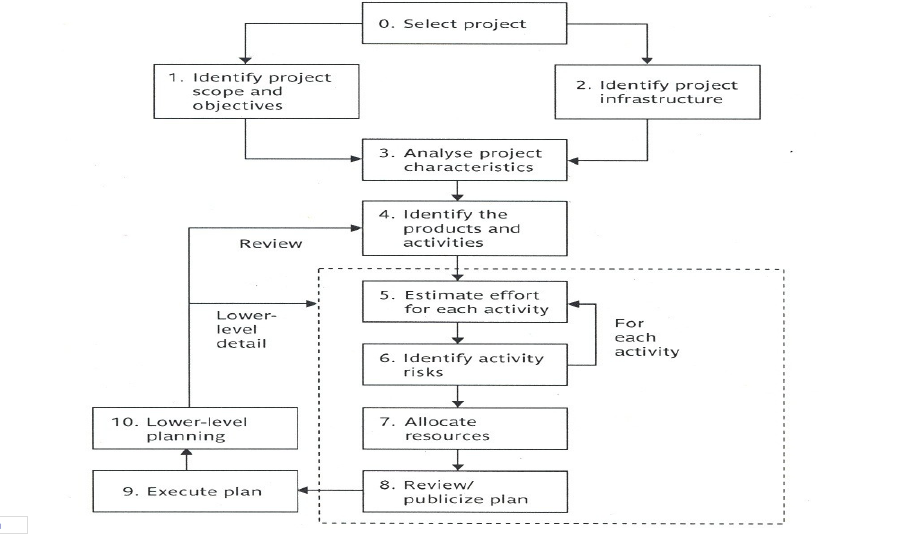 0. Select project
1. Identify project
scope and
objectives
2. Identify project
infrastructure
3. Analyse project
characteristics
4. Identify the
products and
activities
Review
5. Estimate effort
for each activity
Lower-
level
detail
For
each
activity
6. Identify activity
risks
7. Allocate
resources
10. Lower-level
planning
8. Review/
publicize plan
9. Execute plan